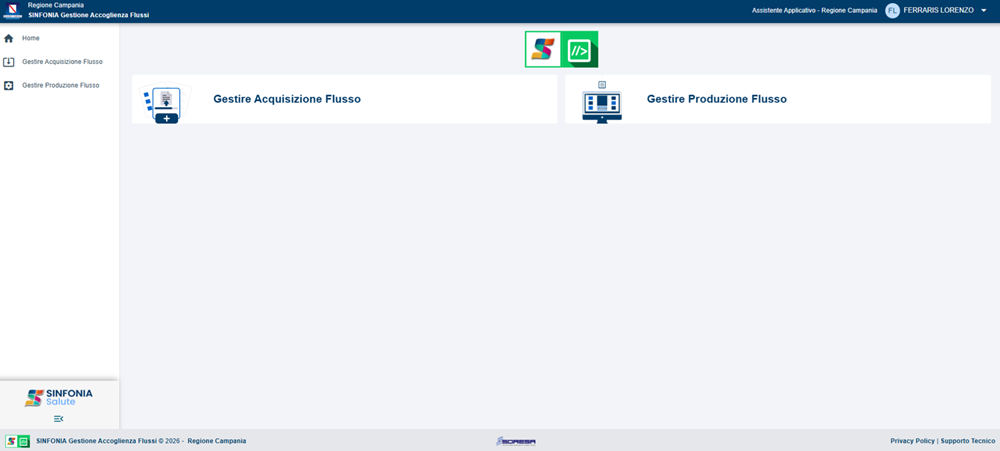 Regione Campania
SINFONIA Gestione Accoglienza Flussi
Assistente Applicativo - Regione Campania
FL
FERRARIS LORENZO
Home
Gestire Acquisizione Flusso
Gestire Produzione Flusso
Gestire Acquisizione Flusso
Gestire Produzione Flusso
SINFONIA
Salute
SINFONIA Gestione Accoglienza Flussi © 2026 - Regione Campania
SORESA
Privacy Policy | Supporto Tecnico